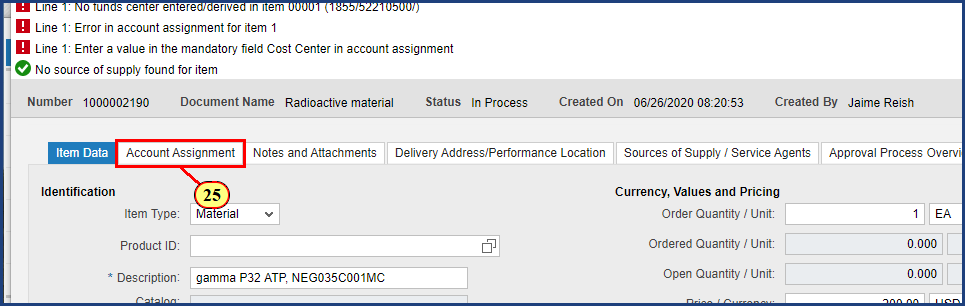 Line 1: No funds center entered/derived in item 00001 (1855/52210500/)
Line 1: Error in account assignment for item 1
Line 1: Enter a value in the mandatory field Cost Center in account assignment
No source of supply found for item
Number 1000002190 Document Name Radioactive material Status In Process Created On 06/26/2020 08:20:53 Created By Jaime Reish
Item Data Account Assignment Notes and Attachments Delivery Address/Performance Location Sources of Supply / Service Agents Approval Process Overvi
25
Identification Currency, Values and Pricing
Item Type: Material Order Quantity / Unit: 1 EA
Product ID: Ordered Quantity / Unit: 0.000
* Description: gamma P32 ATP, NEG035C001MC Open Quantity / Unit: 0.000
Catalog: Price / Currency: 200.00 USD